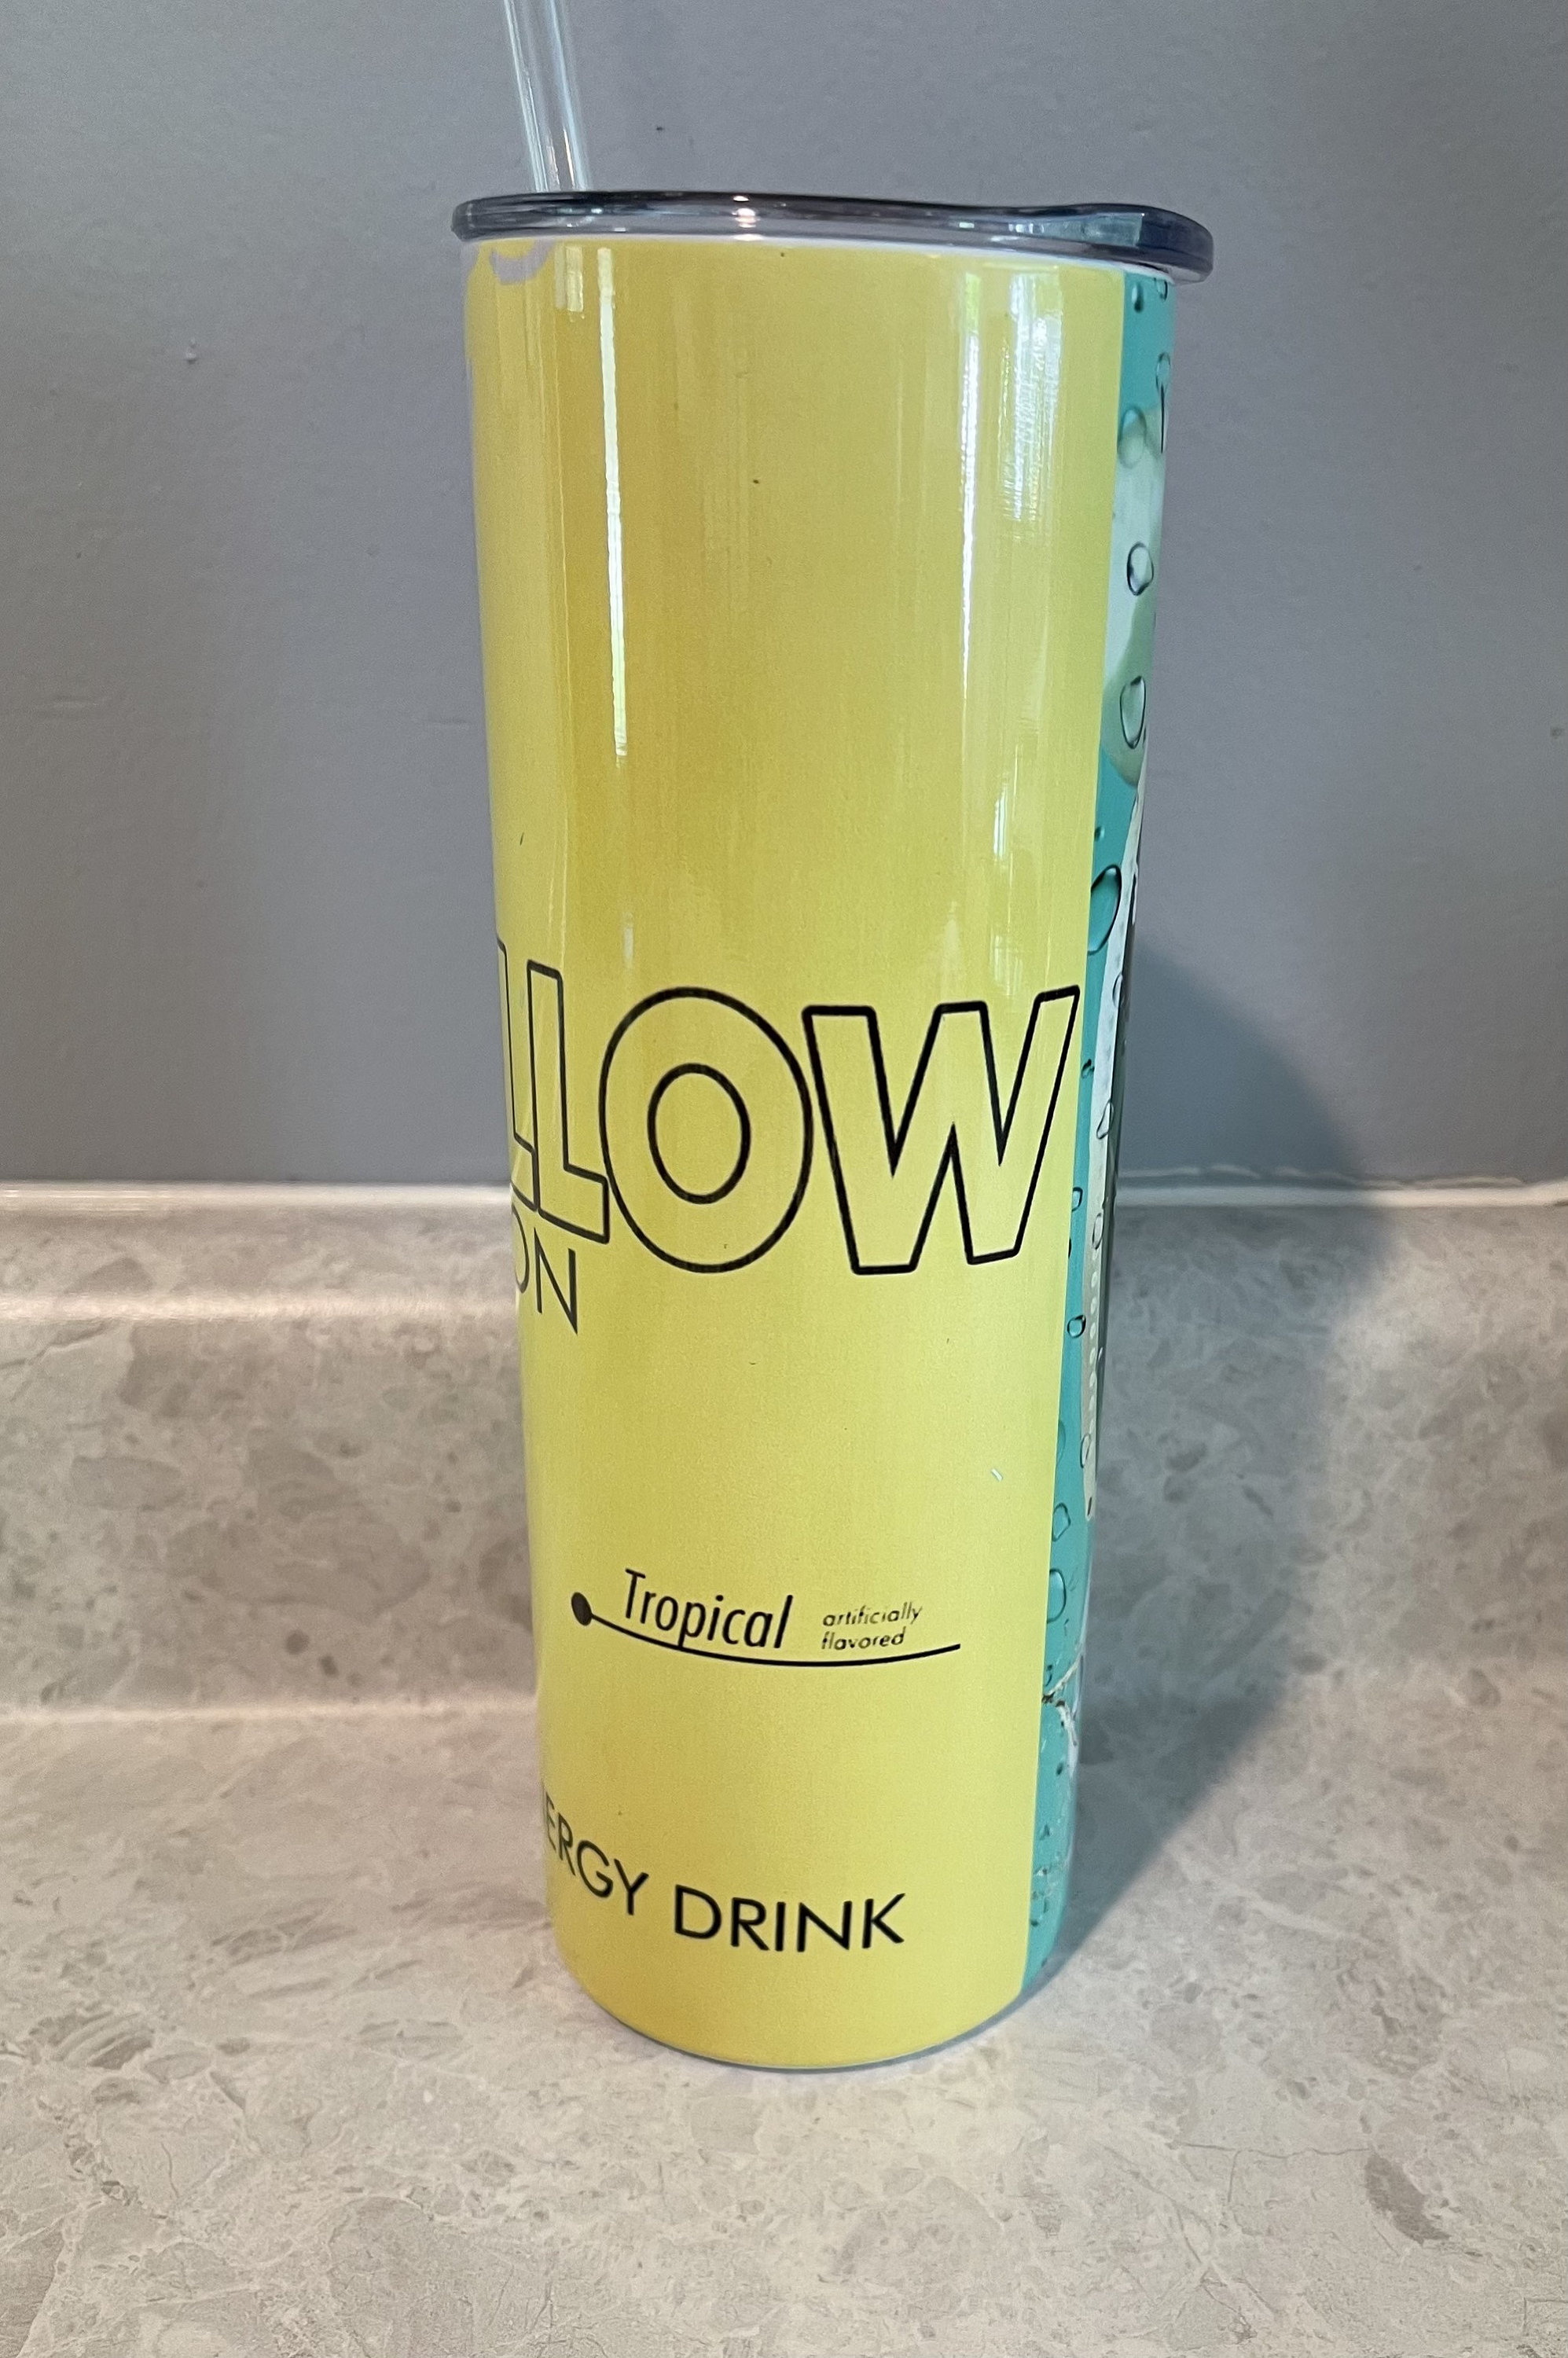 LLOW
ON
Tropical artificially
flavored
ERGY DRINK